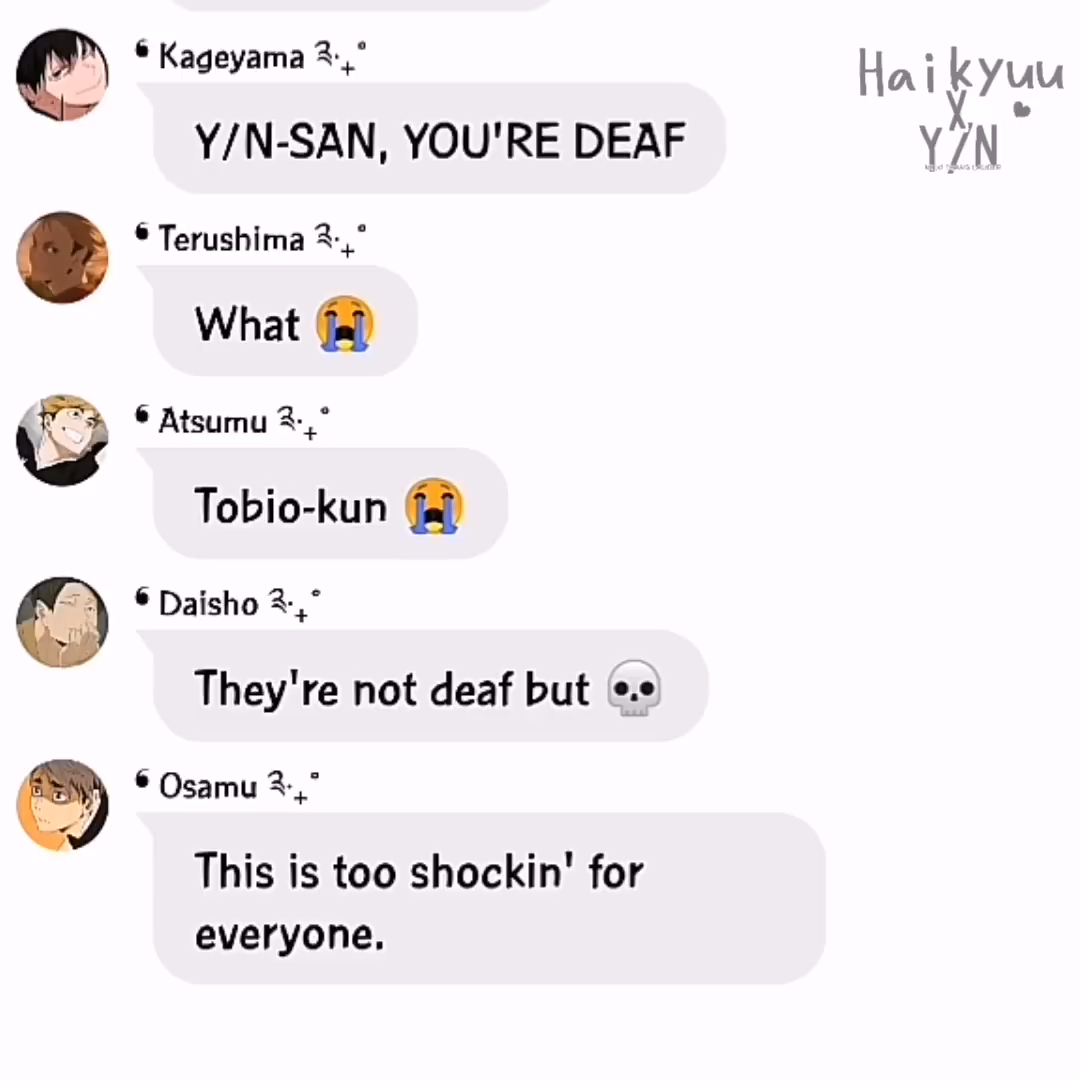 ❛ Kageyama ༉‧₊˚
Y/N-SAN, YOU'RE DEAF
Haikyuu
X,
Y/N
❛ Terushima ༉‧₊˚
What 😭
❛ Atsumu ༉‧₊˚
Tobio-kun 😭
❛ Daisho ༉‧₊˚
They're not deaf but 💀
❛ Osamu ༉‧₊˚
This is too shockin' for
everyone.